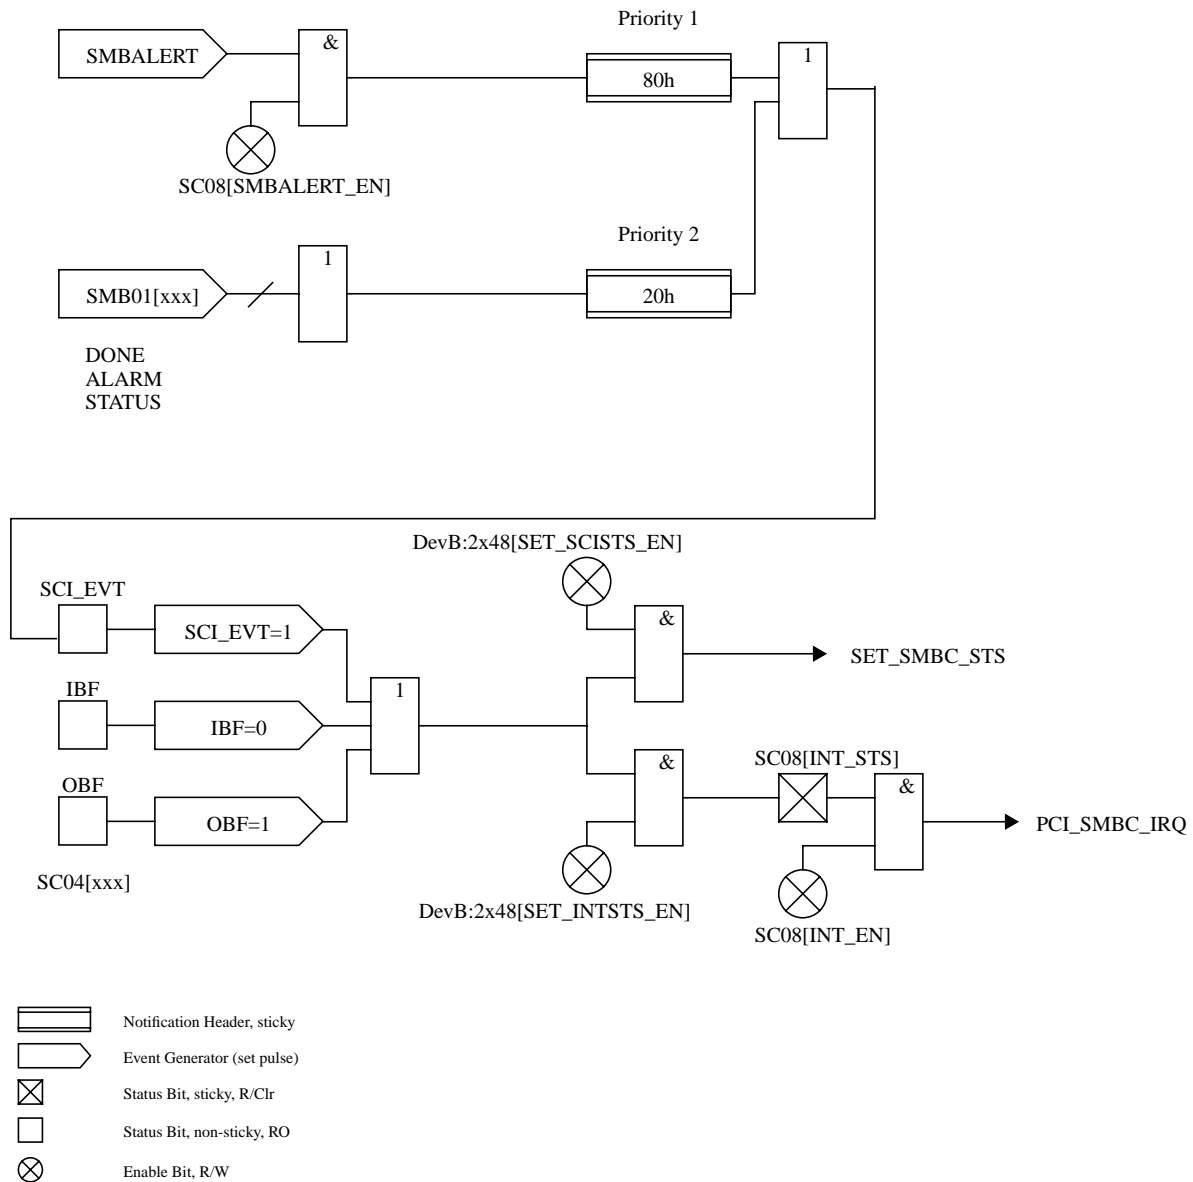 Priority 1
SMBALERT
&
80h
1
SC08[SMBALERT_EN]
Priority 2
1
SMB01[xxx]
20h
DONE
ALARM
STATUS
DevB:2x48[SET_SCISTS_EN]
SCI_EVT
SCI_EVT=1
&
SET_SMBC_STS
IBF
1
IBF=0
SC08[INT_STS]
&
&
OBF
OBF=1
PCI_SMBC_IRQ
SC04[xxx]
DevB:2x48[SET_INTSTS_EN]
SC08[INT_EN]
Notification Header, sticky
Event Generator (set pulse)
Status Bit, sticky, R/Clr
Status Bit, non-sticky, RO
Enable Bit, R/W